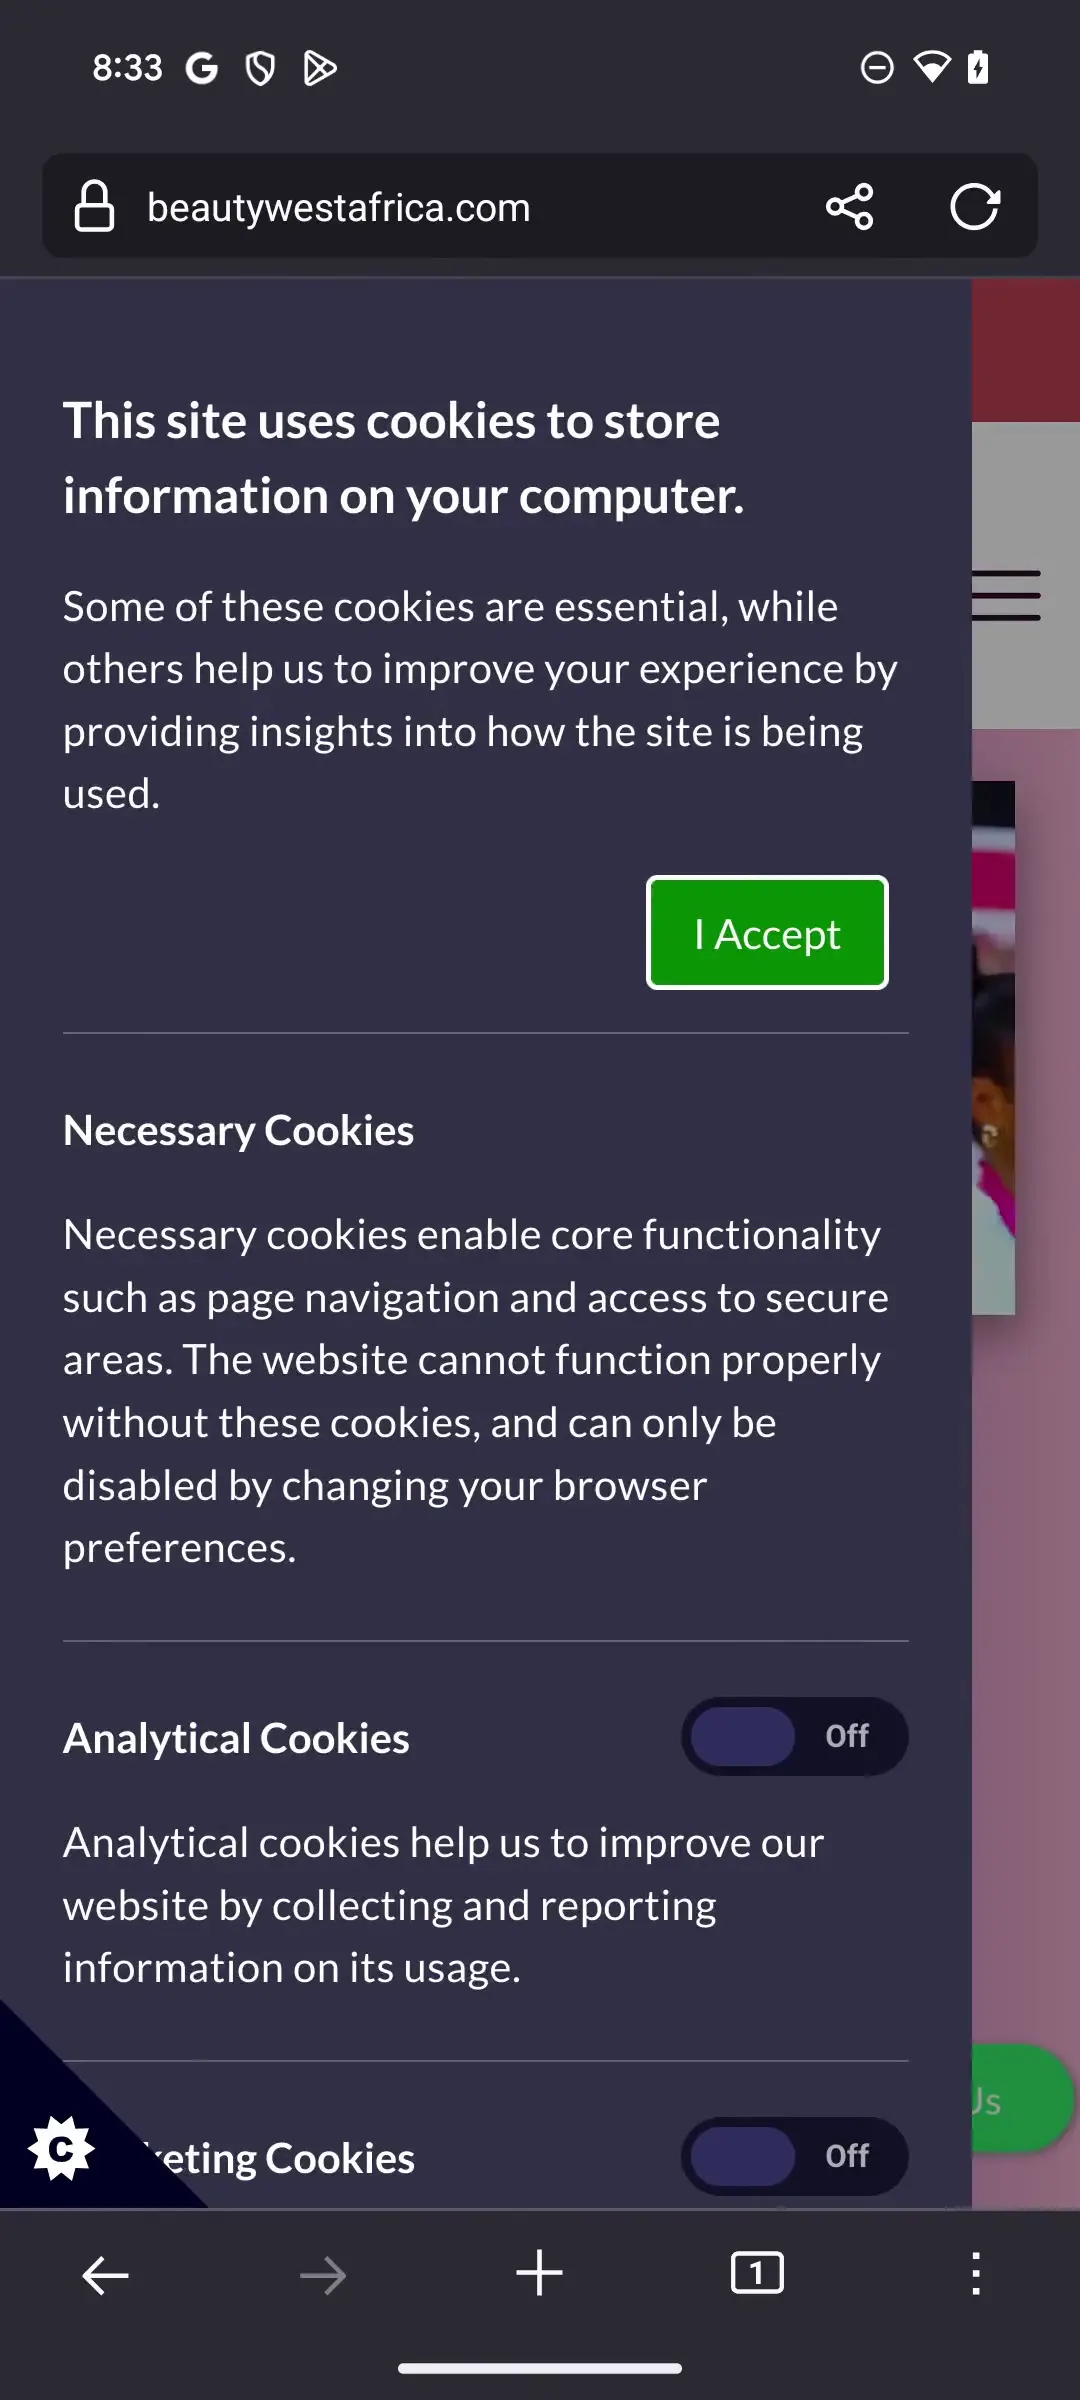 8:33
beautywestafrica.com
This site uses cookies to store
information on your computer.
Some of these cookies are essential, while
others help us to improve your experience by
providing insights into how the site is being
used.
I Accept
Necessary Cookies
Necessary cookies enable core functionality
such as page navigation and access to secure
areas. The website cannot function properly
without these cookies, and can only be
disabled by changing your browser
preferences.
Analytical Cookies
Off
Analytical cookies help us to improve our
website by collecting and reporting
information on its usage.
keting Cookies
Off
Us
C
1